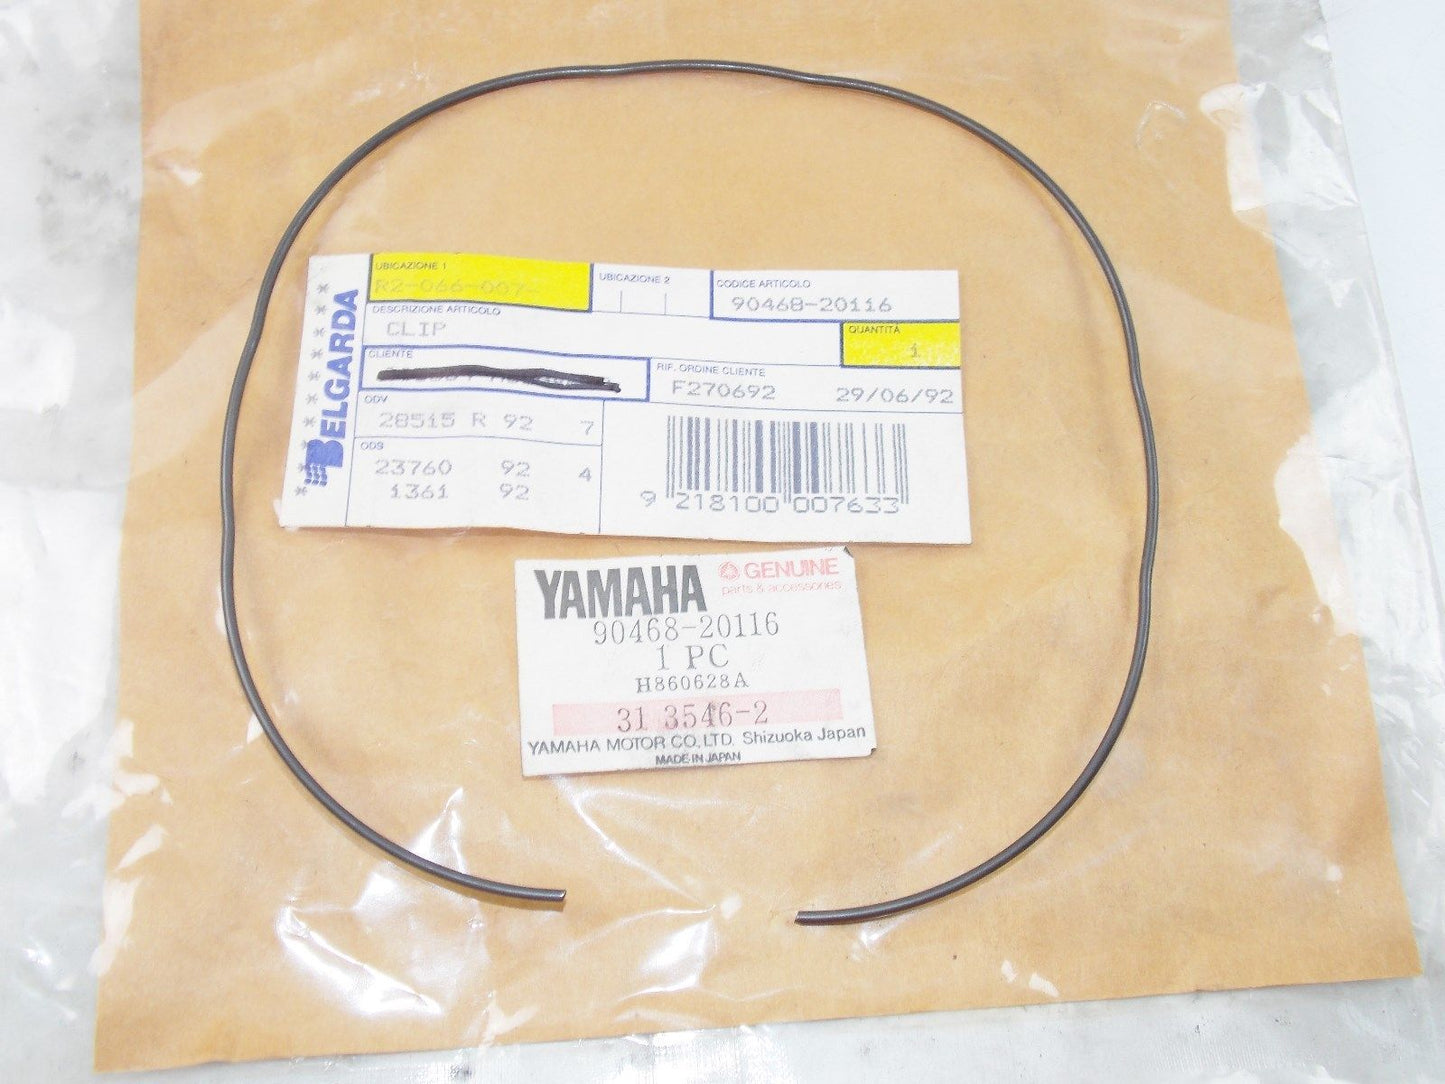 BELGARDA
UBICAZIONE 1
R2-066-007-
UBICAZIONE 2
CODICE ARTICOLO
90468-20116
DESCRIZIONE ARTICOLO
CLIP
QUANTITÀ
1
CLIENTE
RIF. ORDINE CLIENTE
F270692 29/06/92
ODV
28515 R 92 7
ODS
23760 92 4
1361 92
9 218100 007633
YAMAHA GENUINE
parts & accessories
90468-20116
1 PC
H860628A
31 3546-2
YAMAHA MOTOR CO., LTD. Shizuoka Japan
MADE IN JAPAN